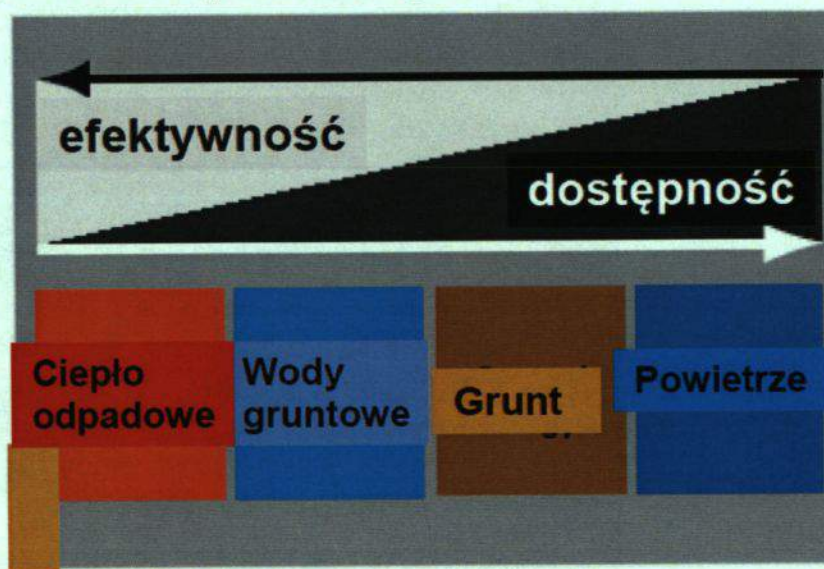 efektywność
dostępność
Ciepło
odpadowe
Wody
gruntowe
Grunt
Powietrze